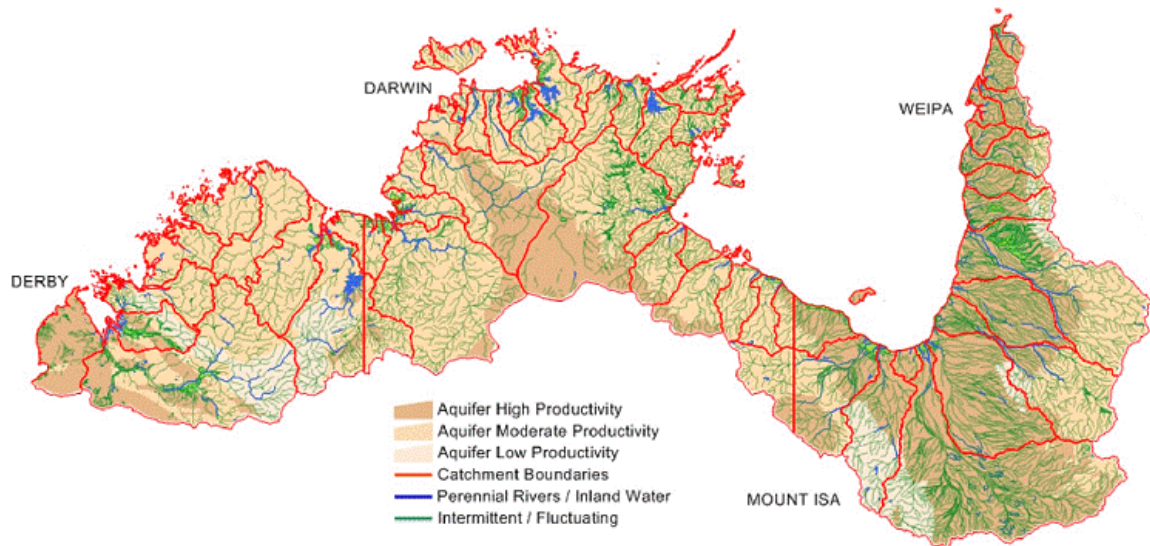 DARWIN
WEIPA
DERBY
Aquifer High Productivity
Aquifer Moderate Productivity
Aquifer Low Productivity
Catchment Boundaries
Perennial Rivers / Inland Water
Intermittent / Fluctuating
MOUNT ISA